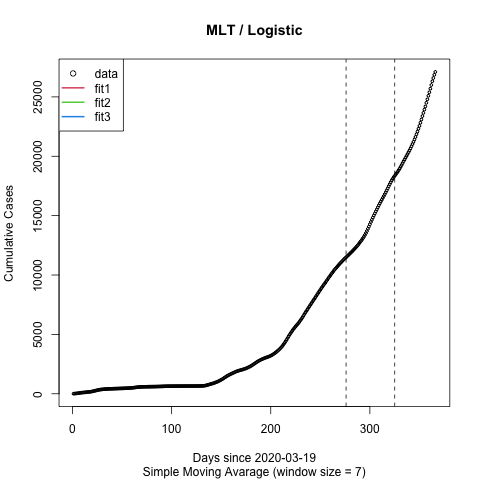 MLT / Logistic
data
fit1
fit2
fit3
Cumulative Cases
0
5000
10000
15000
20000
25000
0
100
200
300
Days since 2020-03-19
Simple Moving Avarage (window size = 7)